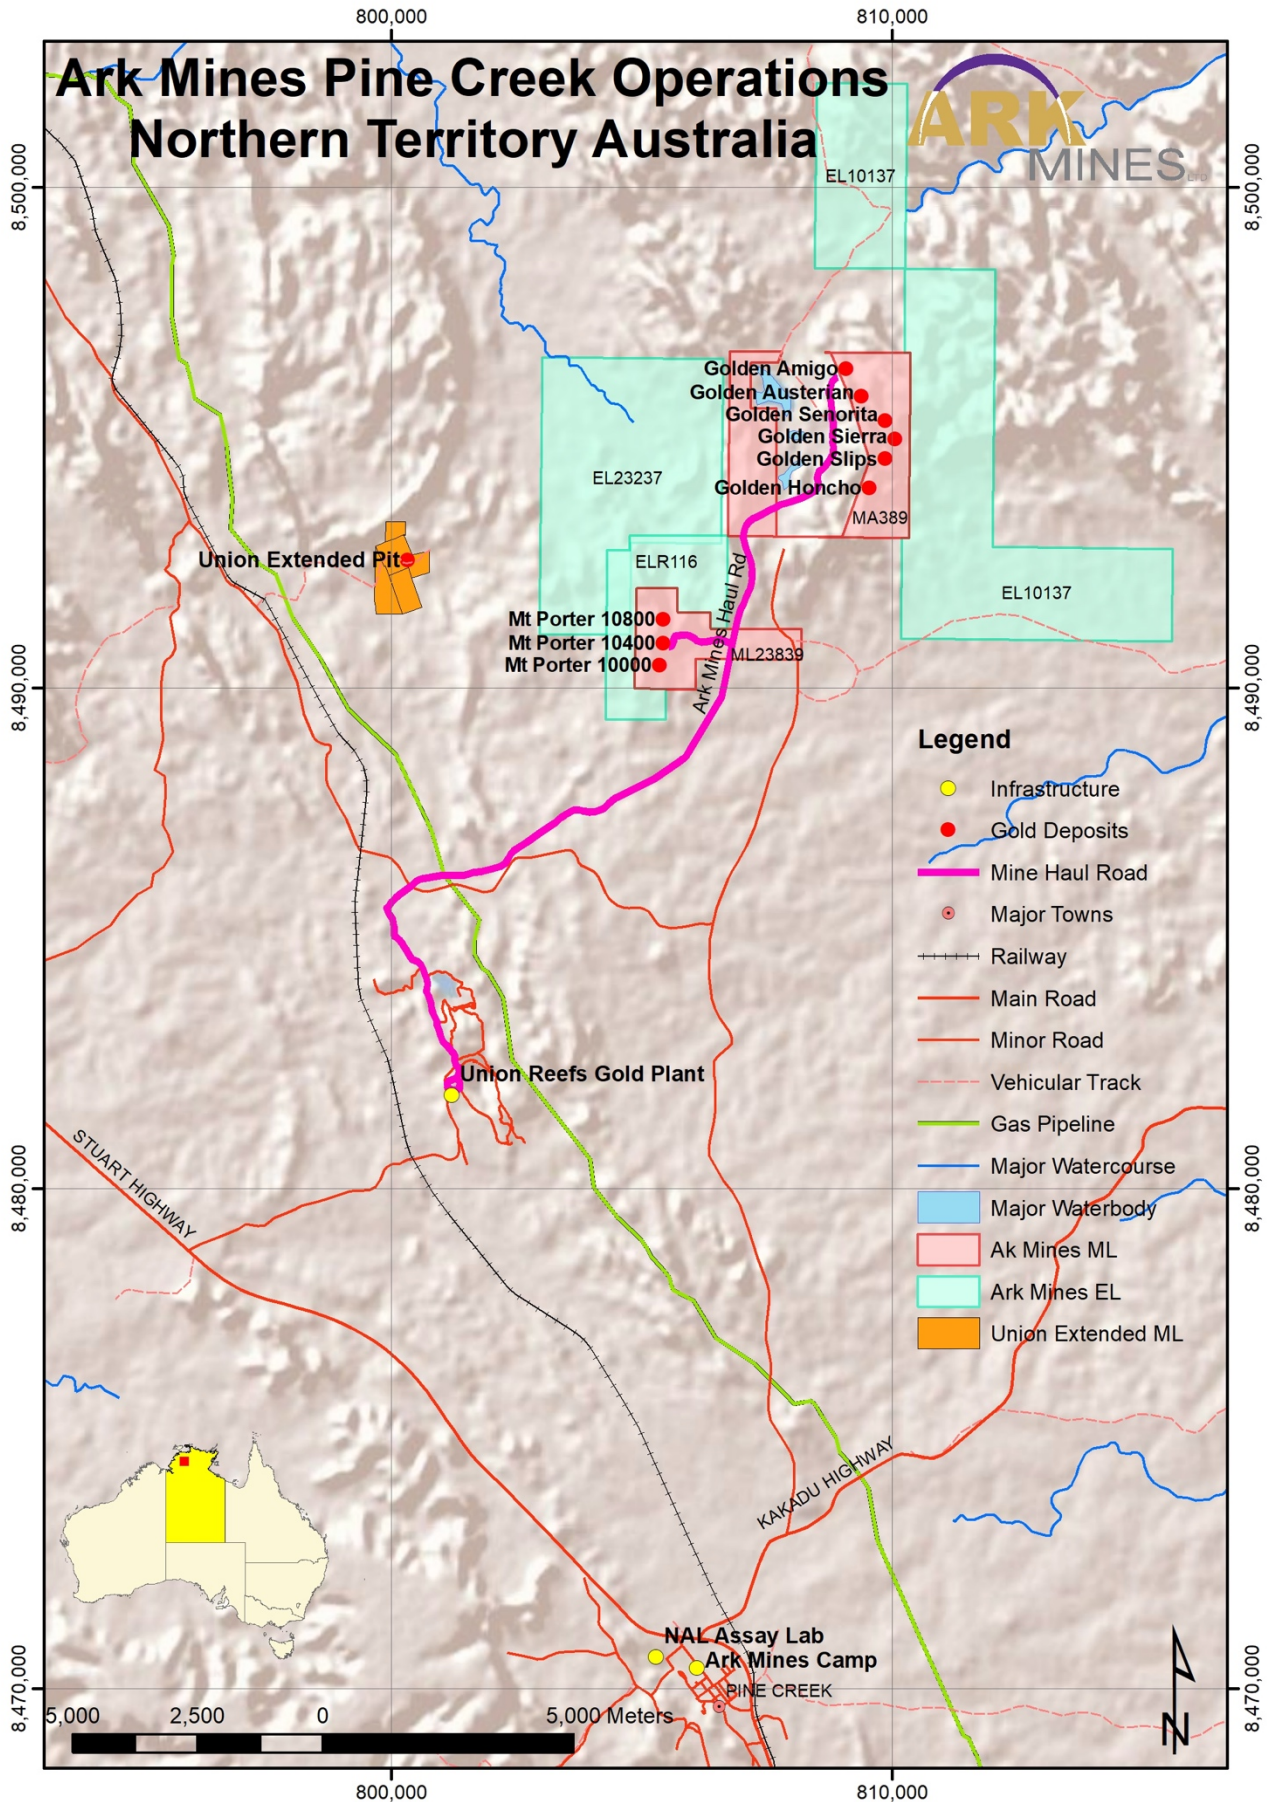 800,000
810,000
Ark Mines Pine Creek Operations
Northern Territory Australia
ARK
MINES LTD
8,500,000
8,500,000
EL10137
Golden Amigo
Golden Austerian
Golden Senorita
Golden Sierra
Golden Slips
Golden Honcho
EL23237
MA389
Union Extended Pit
ELR116
EL10137
Mt Porter 10800
Mt Porter 10400
Mt Porter 10000
ML23839
Ark Mines Haul Rd
8,490,000
8,490,000
Legend
Infrastructure
Gold Deposits
Mine Haul Road
Major Towns
Railway
Main Road
Minor Road
Vehicular Track
Gas Pipeline
Major Watercourse
Major Waterbody
Ak Mines ML
Ark Mines EL
Union Extended ML
Union Reefs Gold Plant
STUART HIGHWAY
8,480,000
8,480,000
KAKADU HIGHWAY
NAL Assay Lab
Ark Mines Camp
PINE CREEK
8,470,000
8,470,000
5,000 2,500 0 5,000 Meters
N
800,000
810,000